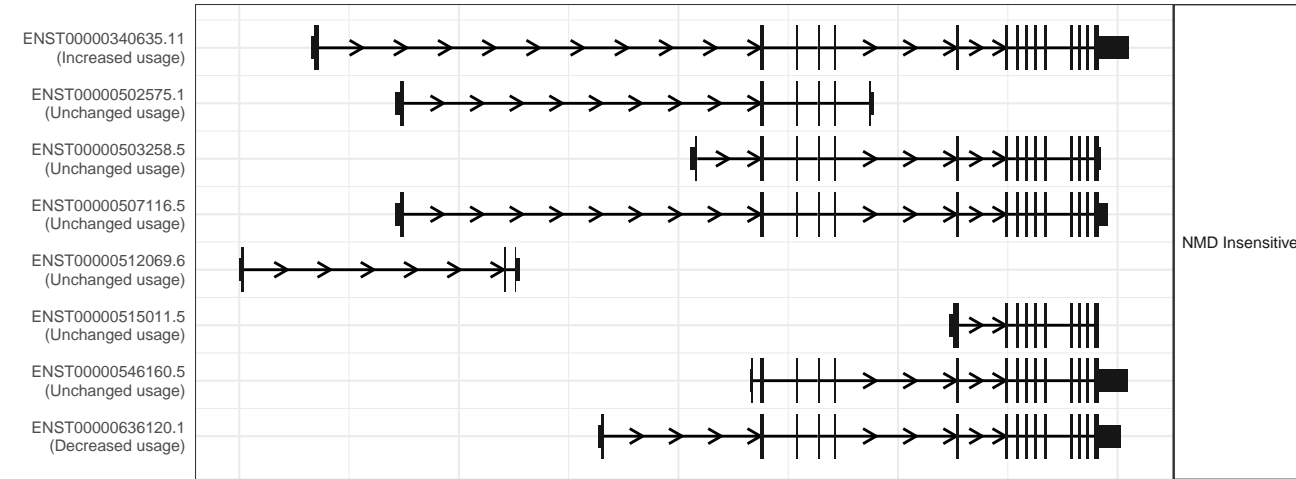 ENST00000340635.11
(Increased usage)
ENST00000502575.1
(Unchanged usage)
ENST00000503258.5
(Unchanged usage)
ENST00000507116.5
(Unchanged usage)
ENST00000512069.6
(Unchanged usage)
ENST00000515011.5
(Unchanged usage)
ENST00000546160.5
(Unchanged usage)
ENST00000636120.1
(Decreased usage)
NMD Insensitive